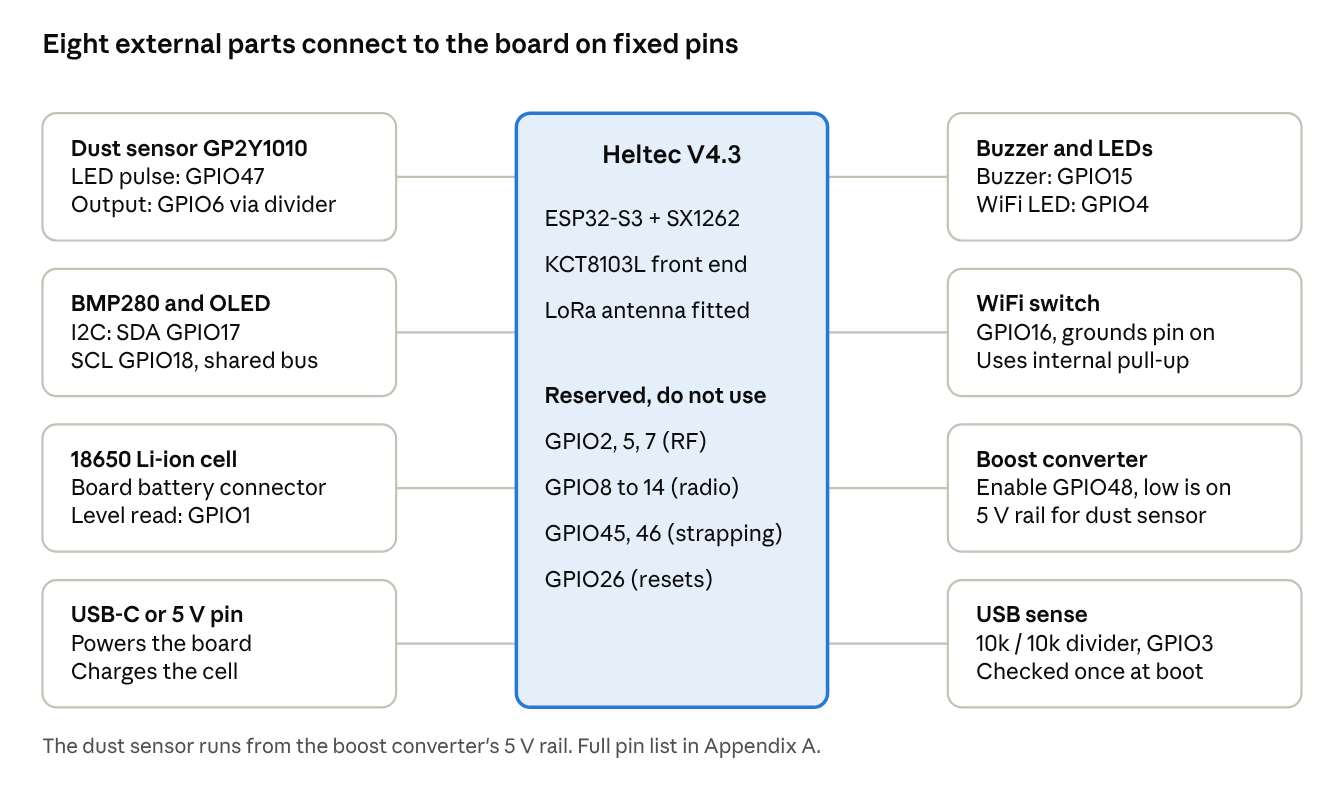 Eight external parts connect to the board on fixed pins
Dust sensor GP2Y1010
LED pulse: GPIO47
Output: GPIO6 via divider
BMP280 and OLED
I2C: SDA GPIO17
SCL GPIO18, shared bus
18650 Li-ion cell
Board battery connector
Level read: GPIO1
USB-C or 5 V pin
Powers the board
Charges the cell
Heltec V4.3
ESP32-S3 + SX1262
KCT8103L front end
LoRa antenna fitted
Reserved, do not use
GPIO2, 5, 7 (RF)
GPIO8 to 14 (radio)
GPIO45, 46 (strapping)
GPIO26 (resets)
Buzzer and LEDs
Buzzer: GPIO15
WiFi LED: GPIO4
WiFi switch
GPIO16, grounds pin on
Uses internal pull-up
Boost converter
Enable GPIO48, low is on
5 V rail for dust sensor
USB sense
10k / 10k divider, GPIO3
Checked once at boot
The dust sensor runs from the boost converter's 5 V rail. Full pin list in Appendix A.